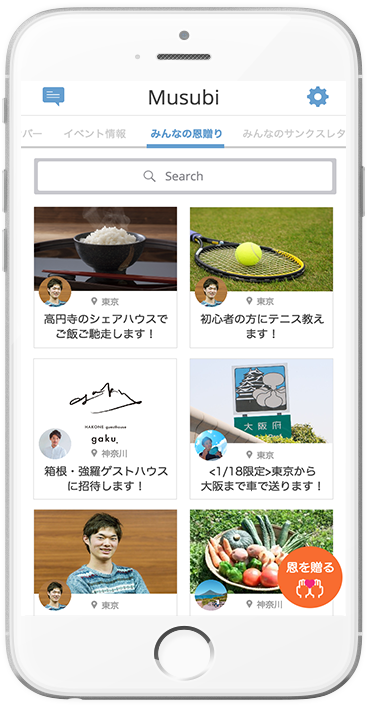 Musubi
バー
イベント情報
みんなの恩贈り
みんなのサンクスレタ
Search
東京
高円寺のシェアハウスで
ご飯ご馳走します！
東京
初心者の方にテニス教え
ます！
gaku
HAKONE guesthouse
gaku.
神奈川
箱根・強羅ゲストハウス
に招待します！
大阪府
東京
<1/18限定>東京から
大阪まで車で送ります！
東京
神奈川
恩を贈る